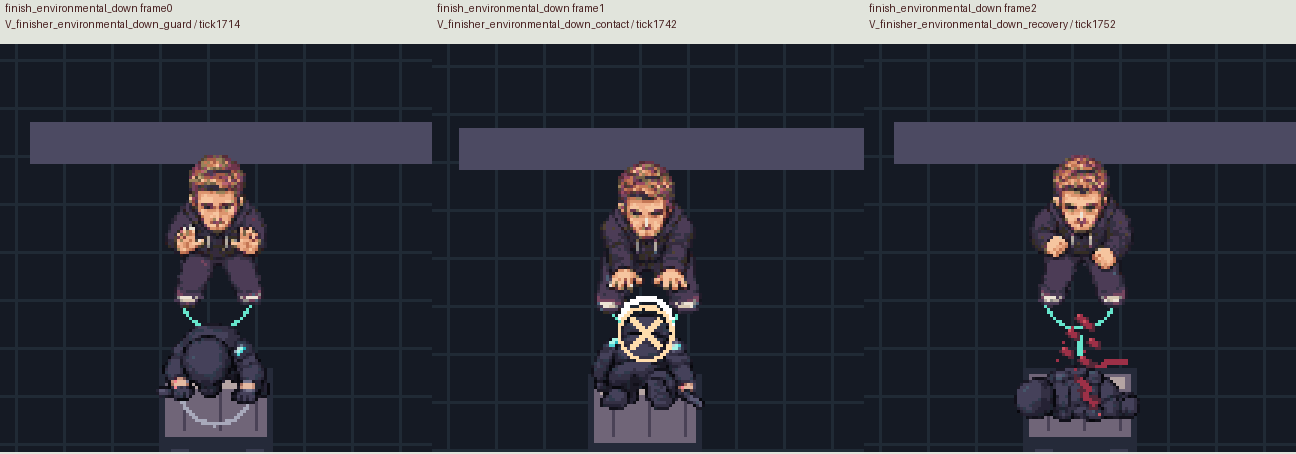 finish_environmental_down frame0
V_finisher_environmental_down_guard / tick1714
finish_environmental_down frame1
V_finisher_environmental_down_contact / tick1742
finish_environmental_down frame2
V_finisher_environmental_down_recovery / tick1752